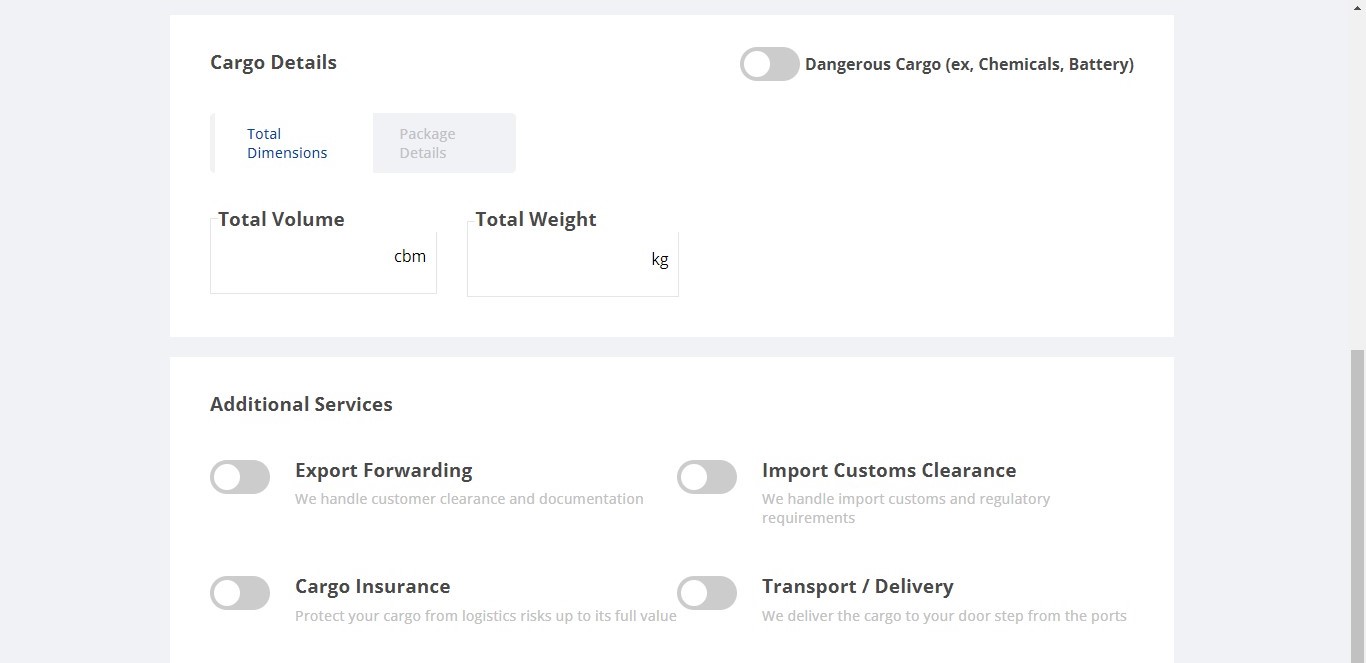 Cargo Details
Dangerous Cargo (ex, Chemicals, Battery)
Total
Dimensions
Package
Details
Total Volume
cbm
Total Weight
kg
Additional Services
Export Forwarding
We handle customer clearance and documentation
Import Customs Clearance
We handle import customs and regulatory
requirements
Cargo Insurance
Protect your cargo from logistics risks up to its full value
Transport / Delivery
We deliver the cargo to your door step from the ports